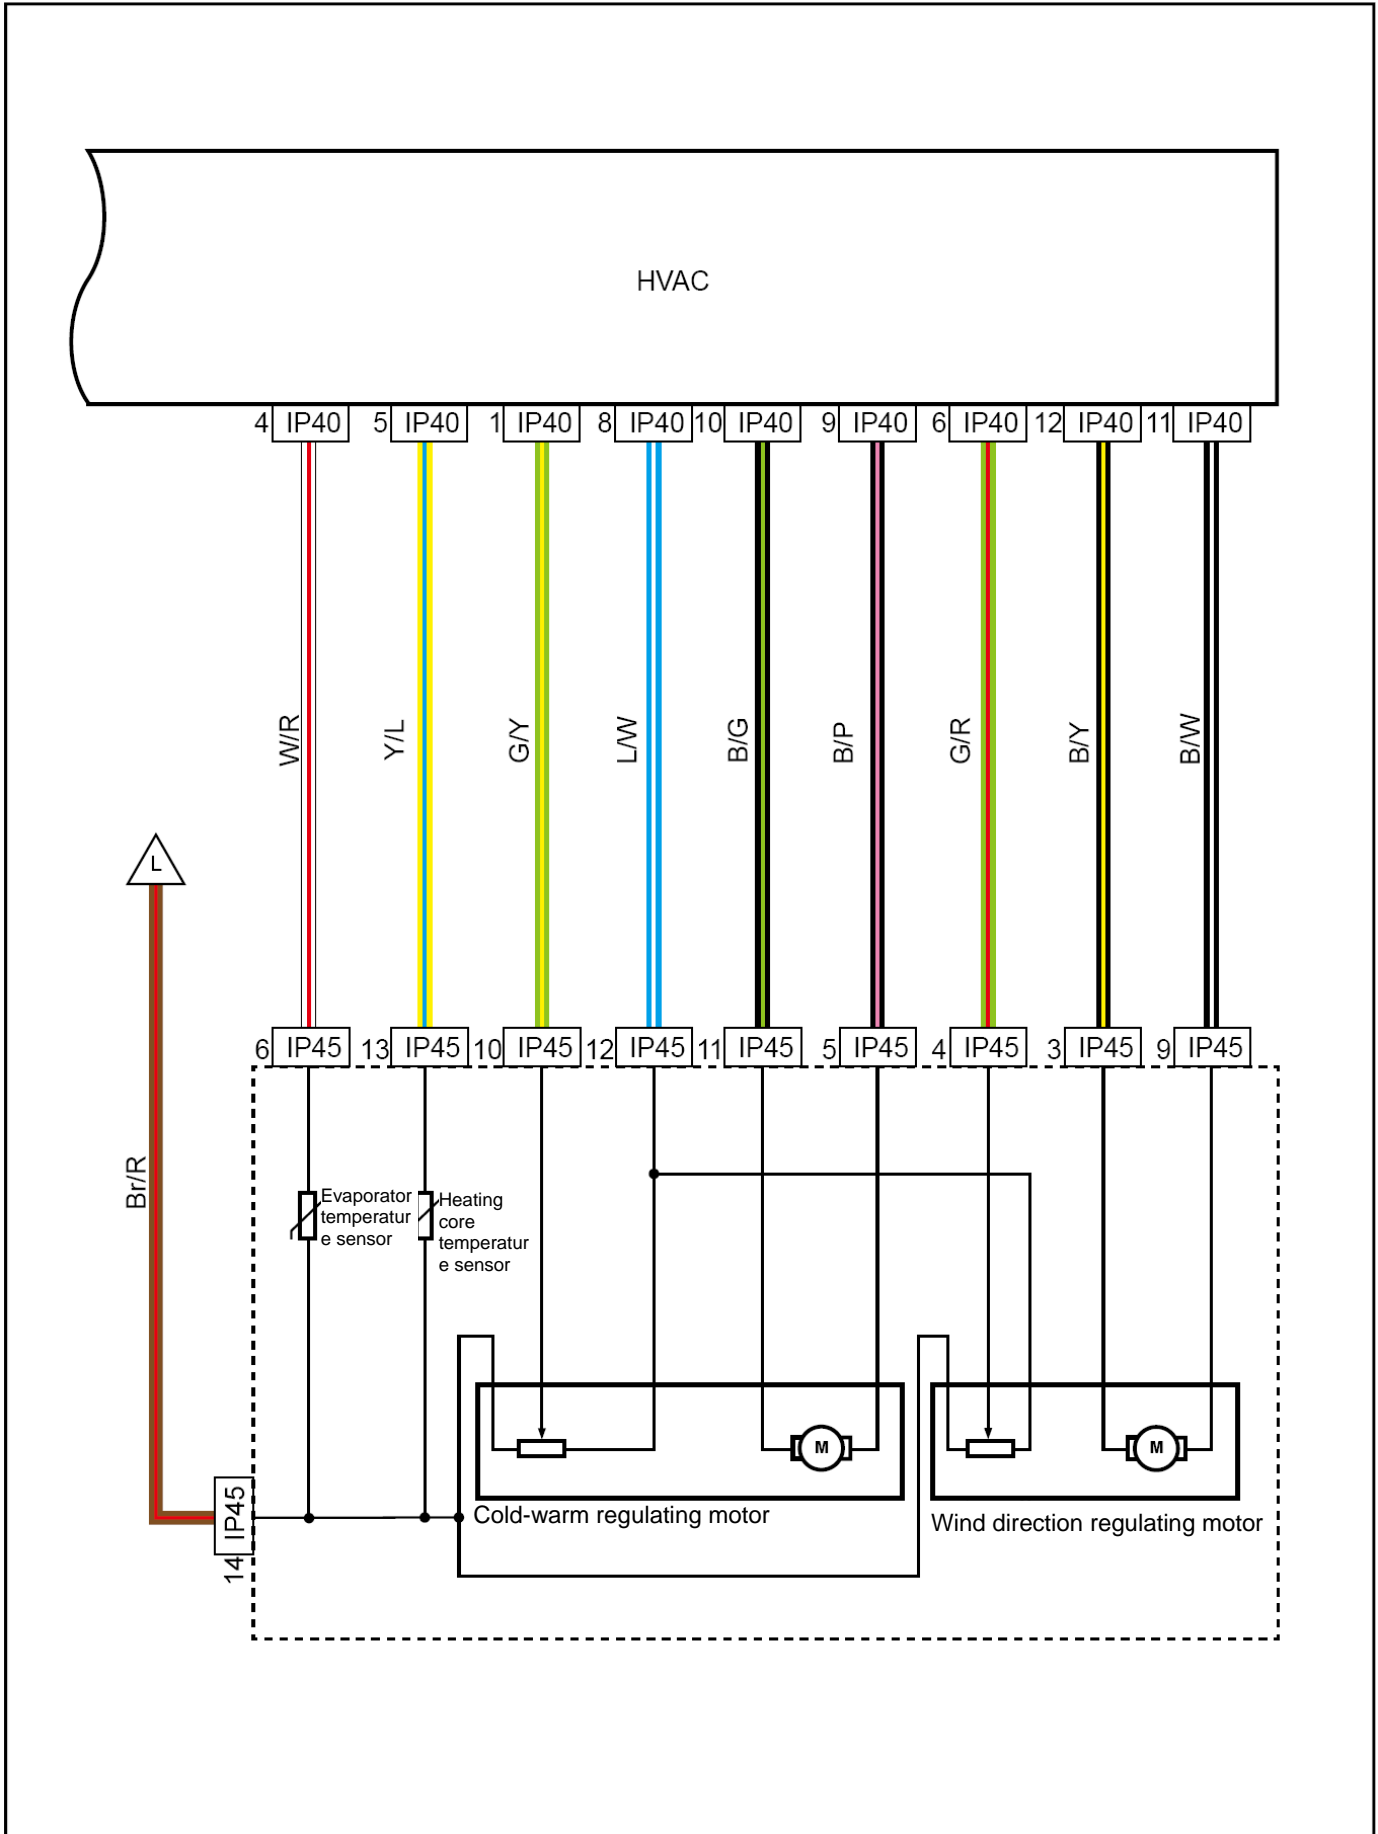 HVAC
4 IP40 5 IP40 1 IP40 8 IP40 10 IP40 9 IP40 6 IP40 12 IP40 11 IP40
W/R Y/L G/Y L/W B/G B/P G/R B/Y B/W
L
6 IP45 13 IP45 10 IP45 12 IP45 11 IP45 5 IP45 4 IP45 3 IP45 9 IP45
Br/R
Evaporator
temperatur
e sensor
Heating
core
temperatur
e sensor
M
M
14 IP45
Cold-warm regulating motor
Wind direction regulating motor